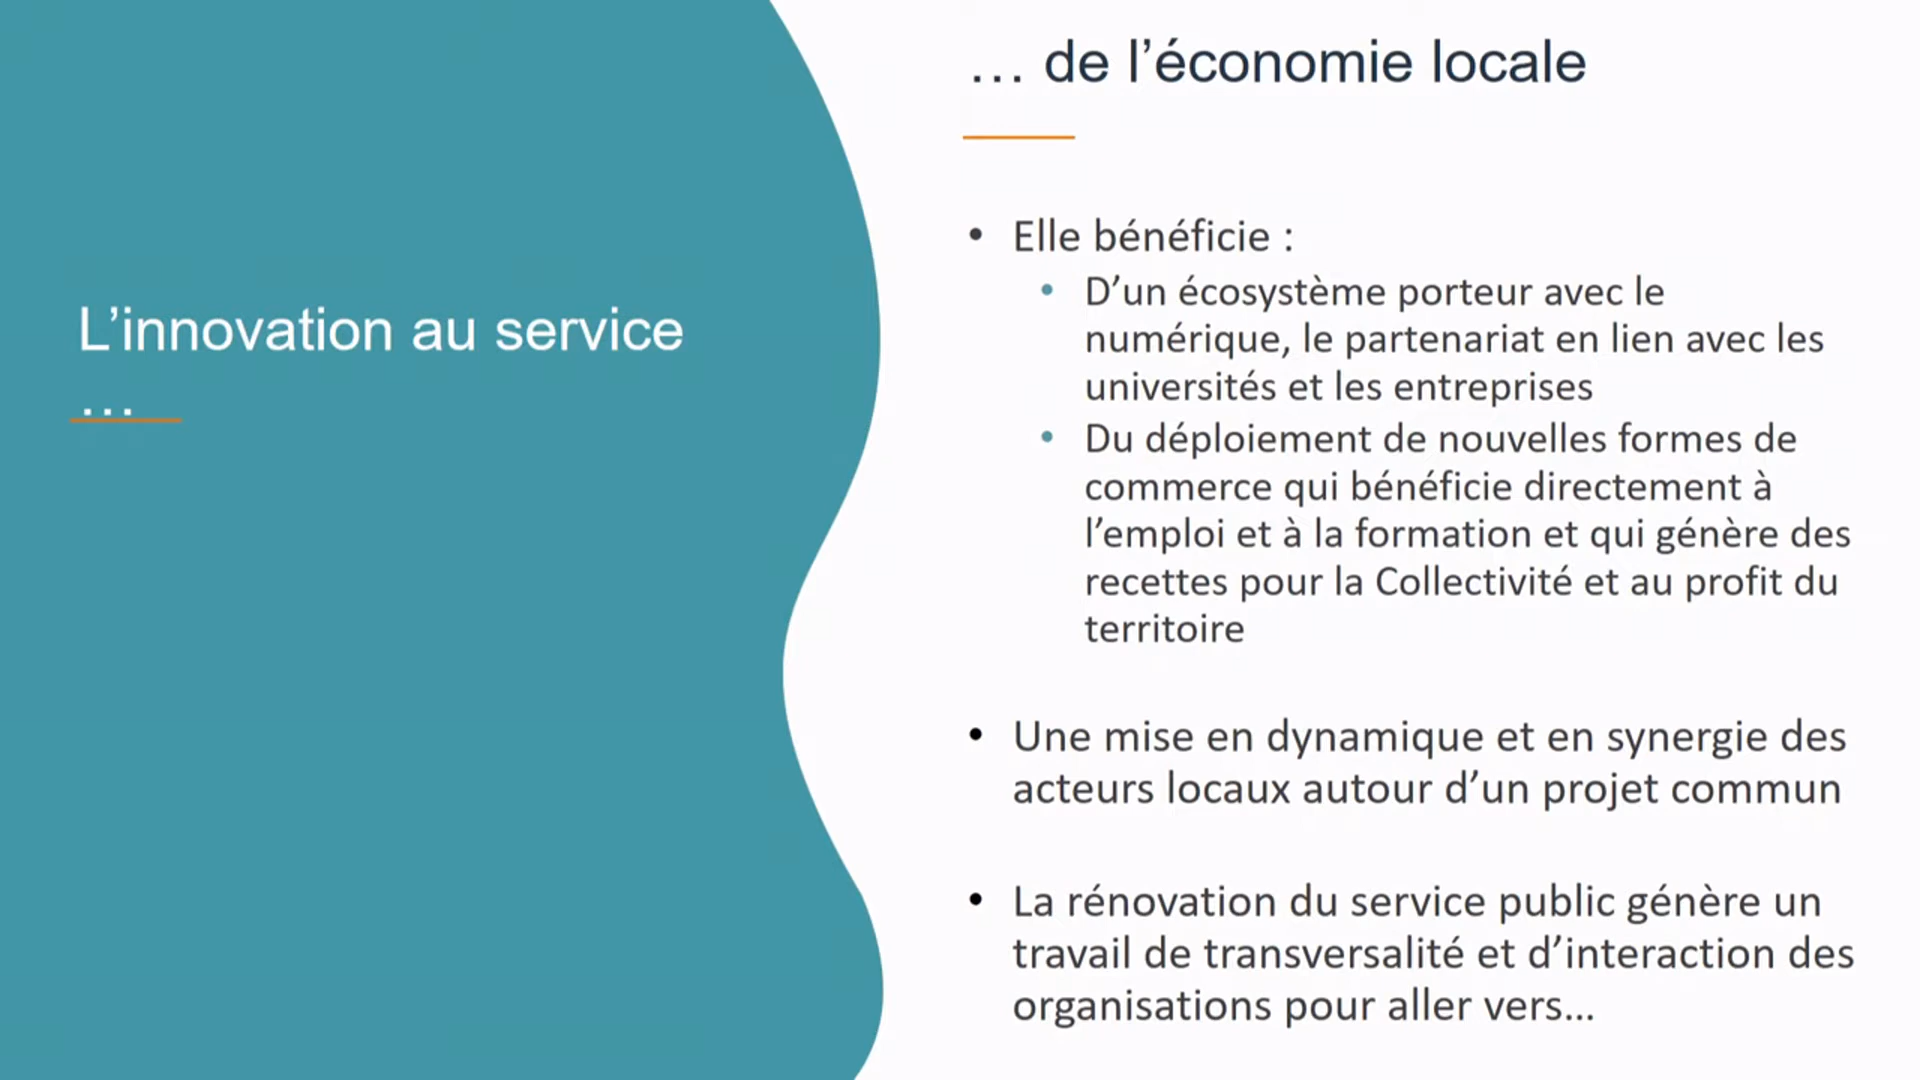 L’innovation au service
…
… de l’économie locale
• Elle bénéficie :
• D’un écosystème porteur avec le
numérique, le partenariat en lien avec les
universités et les entreprises
• Du déploiement de nouvelles formes de
commerce qui bénéficie directement à
l’emploi et à la formation et qui génère des
recettes pour la Collectivité et au profit du
territoire
• Une mise en dynamique et en synergie des
acteurs locaux autour d’un projet commun
• La rénovation du service public génère un
travail de transversalité et d’interaction des
organisations pour aller vers…